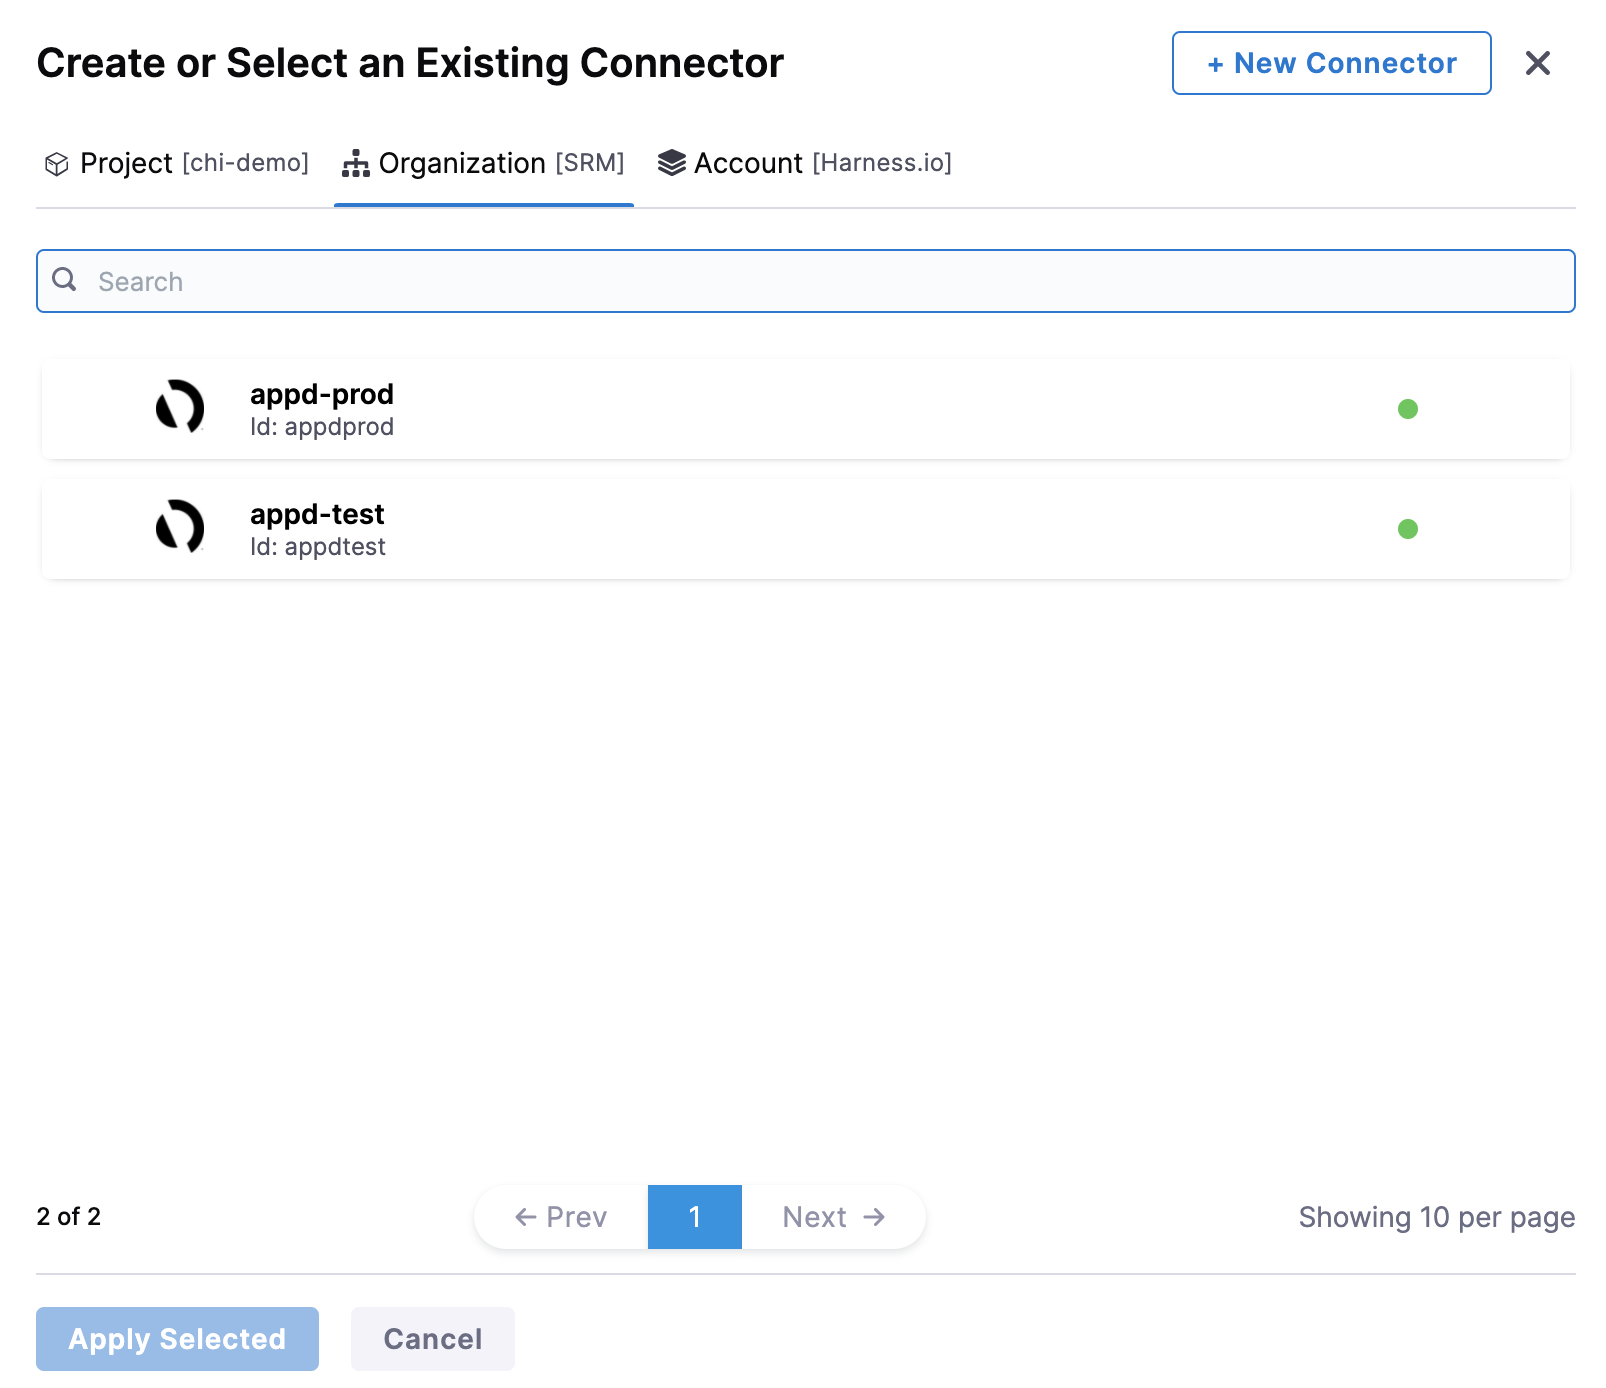 Create or Select an Existing Connector
+ New Connector
Project [chi-demo]
Organization [SRM]
Account [Harness.io]
Search
appd-prod
Id: appdprod
appd-test
Id: appdtest
2 of 2
Prev
1
Next
Showing 10 per page
Apply Selected
Cancel